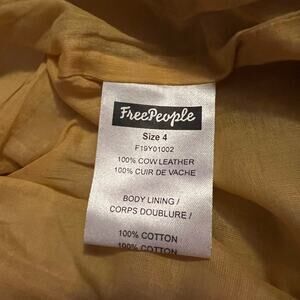 FreePeople
Size 4
F19Y01002
100% COW LEATHER
100% CUIR DE VACHE
BODY LINING /
CORPS DOUBLURE /
100% COTTON
100% COTTON